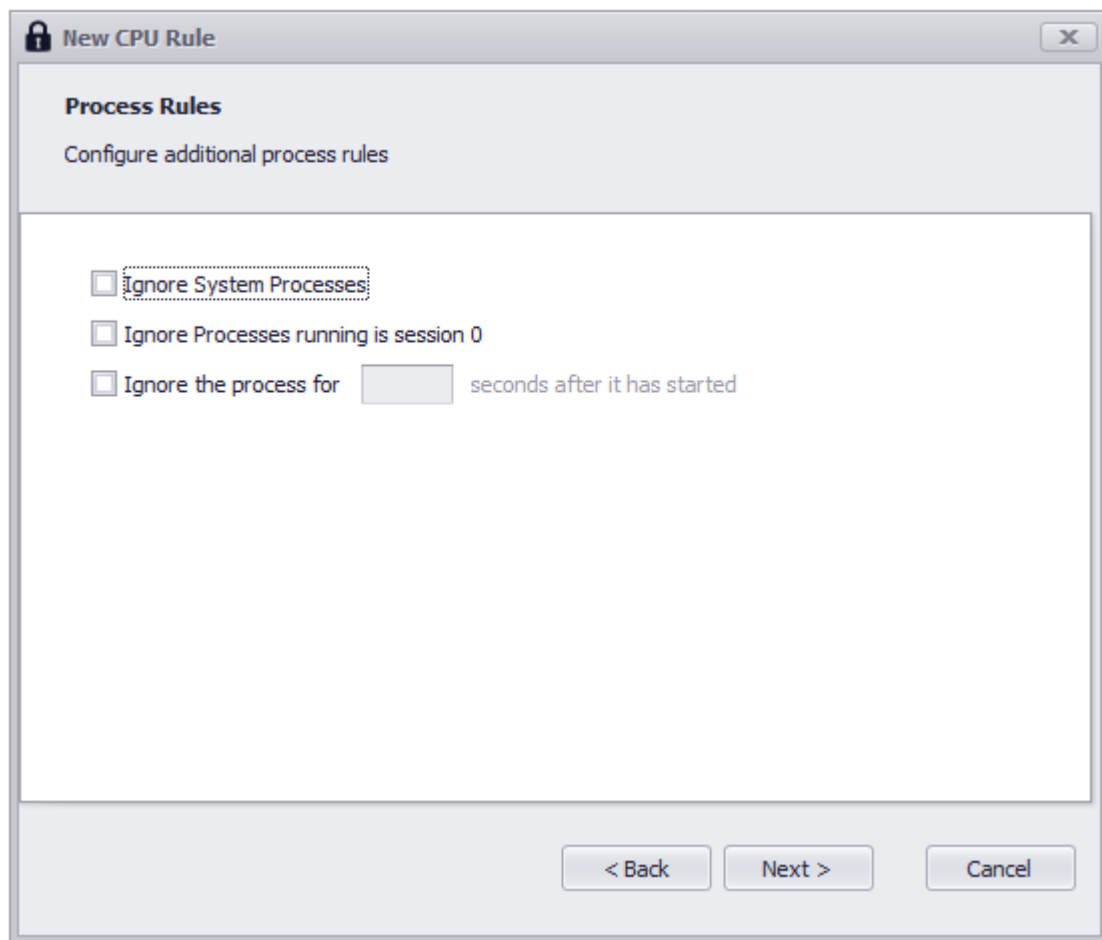 New CPU Rule
Process Rules
Configure additional process rules
Ignore System Processes
Ignore Processes running is session 0
Ignore the process for seconds after it has started
< Back Next > Cancel